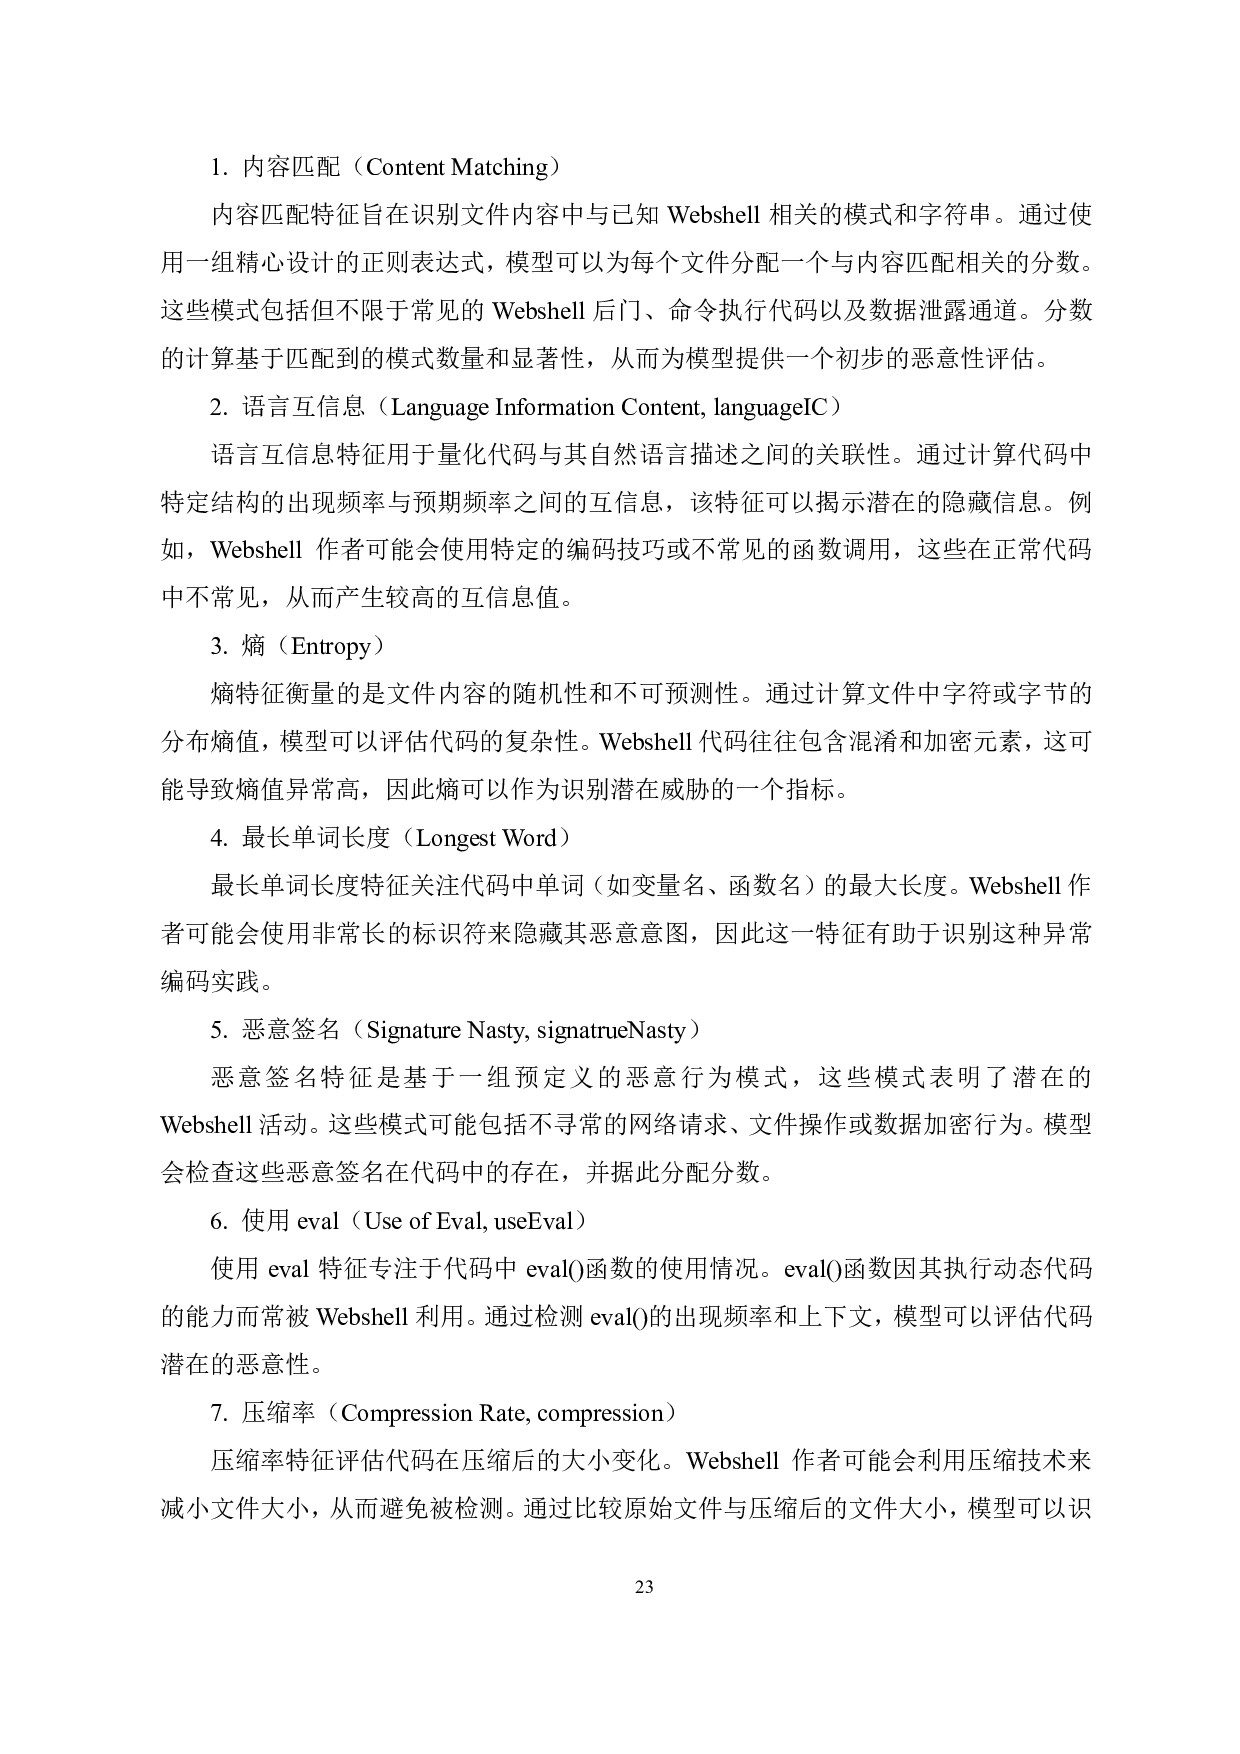 1. 内容匹配（Content Matching）
内容匹配特征旨在识别文件内容中与已知 Webshell 相关的模式和字符串。通过使
用一组精心设计的正则表达式，模型可以为每个文件分配一个与内容匹配相关的分数。
这些模式包括但不限于常见的 Webshell 后门、命令执行代码以及数据泄露通道。分数
的计算基于匹配到的模式数量和显著性，从而为模型提供一个初步的恶意性评估。
2. 语言互信息（Language Information Content, languageIC）
语言互信息特征用于量化代码与其自然语言描述之间的关联性。通过计算代码中
特定结构的出现频率与预期频率之间的互信息，该特征可以揭示潜在的隐藏信息。例
如，Webshell 作者可能会使用特定的编码技巧或不常见的函数调用，这些在正常代码
中不常见，从而产生较高的互信息值。
3. 熵（Entropy）
熵特征衡量的是文件内容的随机性和不可预测性。通过计算文件中字符或字节的
分布熵值，模型可以评估代码的复杂性。Webshell 代码往往包含混淆和加密元素，这可
能导致熵值异常高，因此熵可以作为识别潜在威胁的一个指标。
4. 最长单词长度（Longest Word）
最长单词长度特征关注代码中单词（如变量名、函数名）的最大长度。Webshell 作
者可能会使用非常长的标识符来隐藏其恶意意图，因此这一特征有助于识别这种异常
编码实践。
5. 恶意签名（Signature Nasty, signatrueNasty）
恶意签名特征是基于一组预定义的恶意行为模式，这些模式表明了潜在的
Webshell 活动。这些模式可能包括不寻常的网络请求、文件操作或数据加密行为。模型
会检查这些恶意签名在代码中的存在，并据此分配分数。
6. 使用 eval（Use of Eval, useEval）
使用 eval 特征专注于代码中 eval()函数的使用情况。eval()函数因其执行动态代码
的能力而常被 Webshell 利用。通过检测 eval()的出现频率和上下文，模型可以评估代码
潜在的恶意性。
7. 压缩率（Compression Rate, compression）
压缩率特征评估代码在压缩后的大小变化。Webshell 作者可能会利用压缩技术来
减小文件大小，从而避免被检测。通过比较原始文件与压缩后的文件大小，模型可以识
23